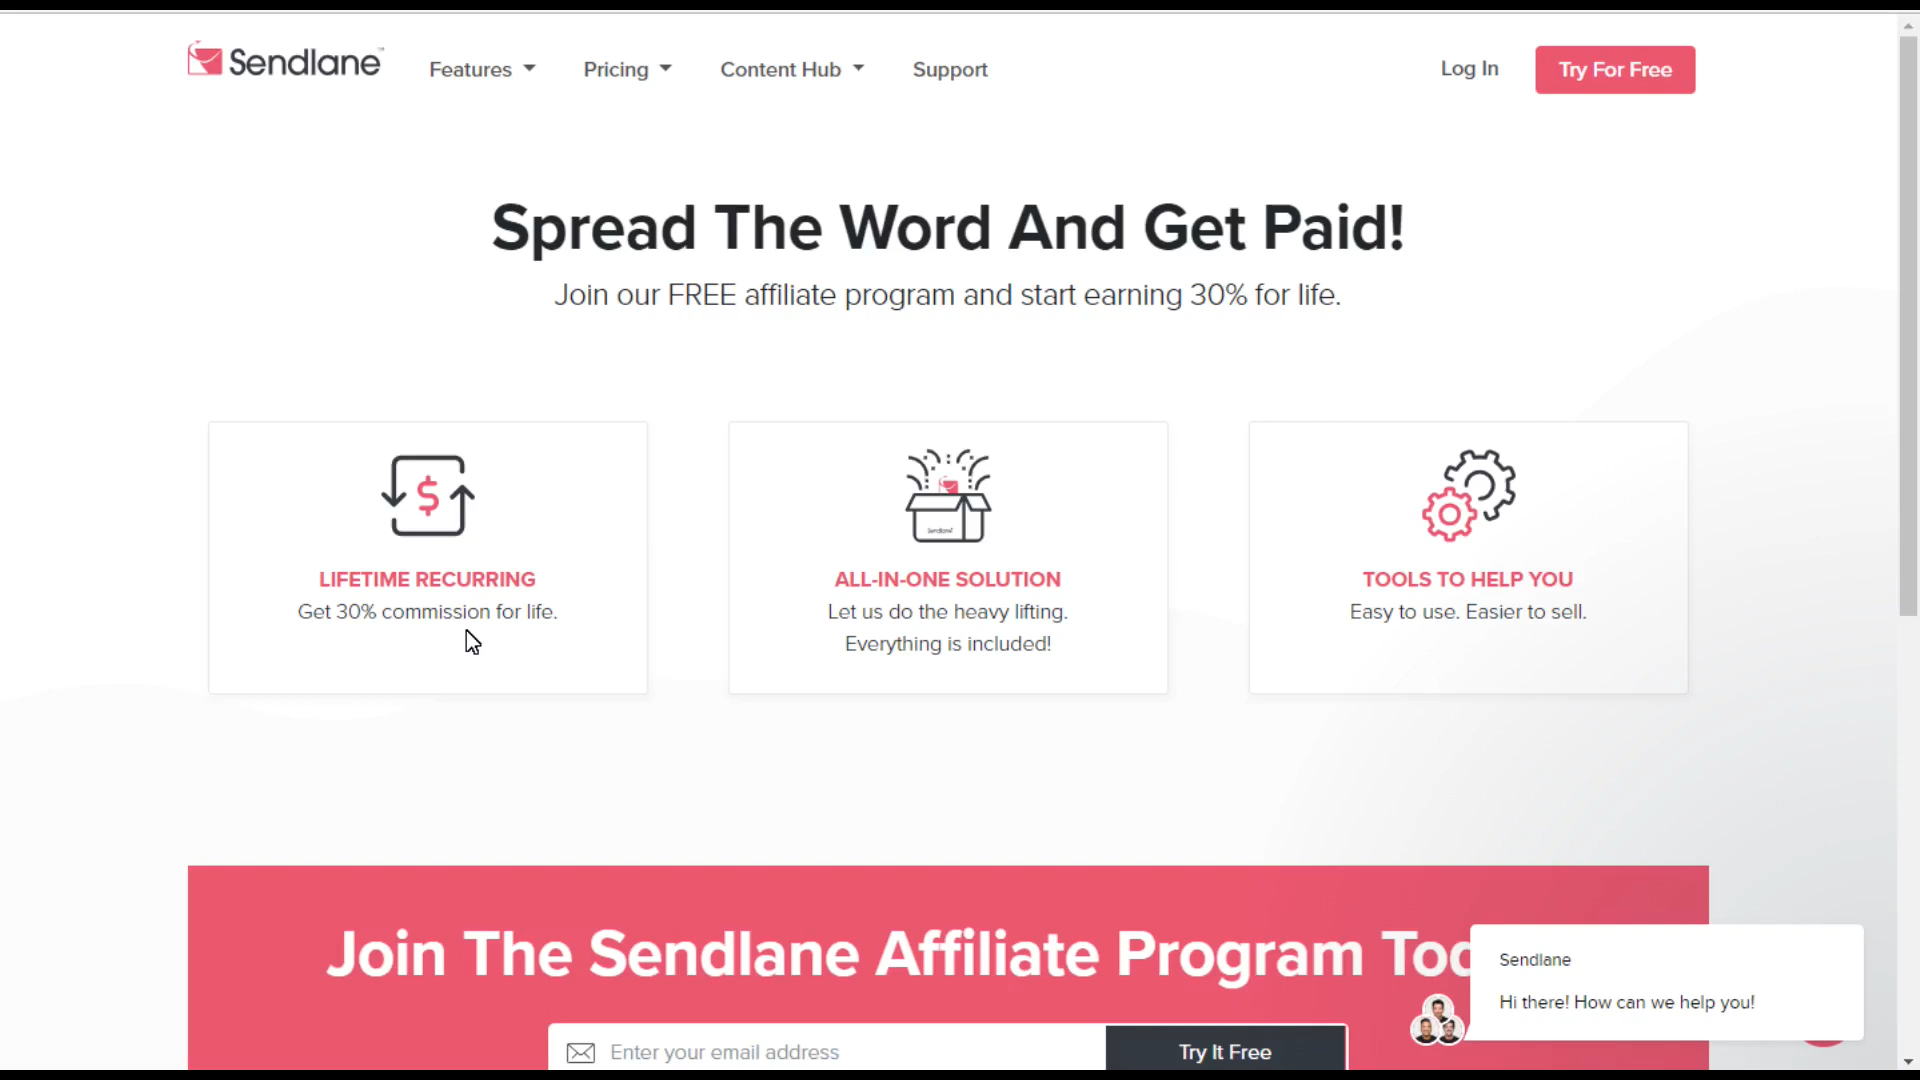 Sendlane™
Features
Pricing
Content Hub
Support
Log In
Try For Free
Spread The Word And Get Paid!
Join our FREE affiliate program and start earning 30% for life.
LIFETIME RECURRING
Get 30% commission for life.
Sendlane
ALL-IN-ONE SOLUTION
Let us do the heavy lifting.
Everything is included!
TOOLS TO HELP YOU
Easy to use. Easier to sell.
Join The Sendlane Affiliate Program
Enter your email address
Try It Free
Sendlane
Hi there! How can we help you!